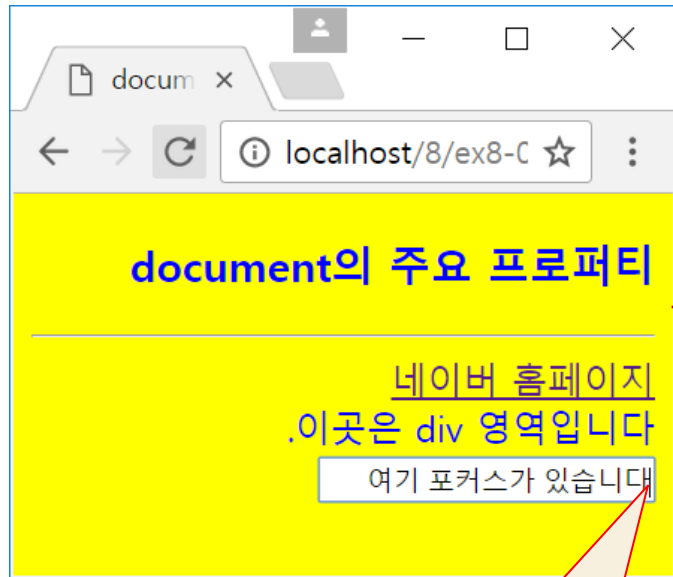 docum
localhost/8/ex8-0
document의 주요 프로퍼티
네이버 홈페이지
.이곳은 div 영역입니다
여기 포커스가 있습니다